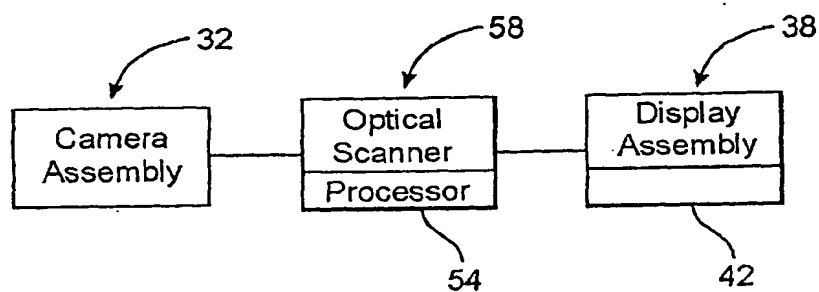 32
58
38
Camera
Assembly
Optical
Scanner
Processor
Display
Assembly
54
42